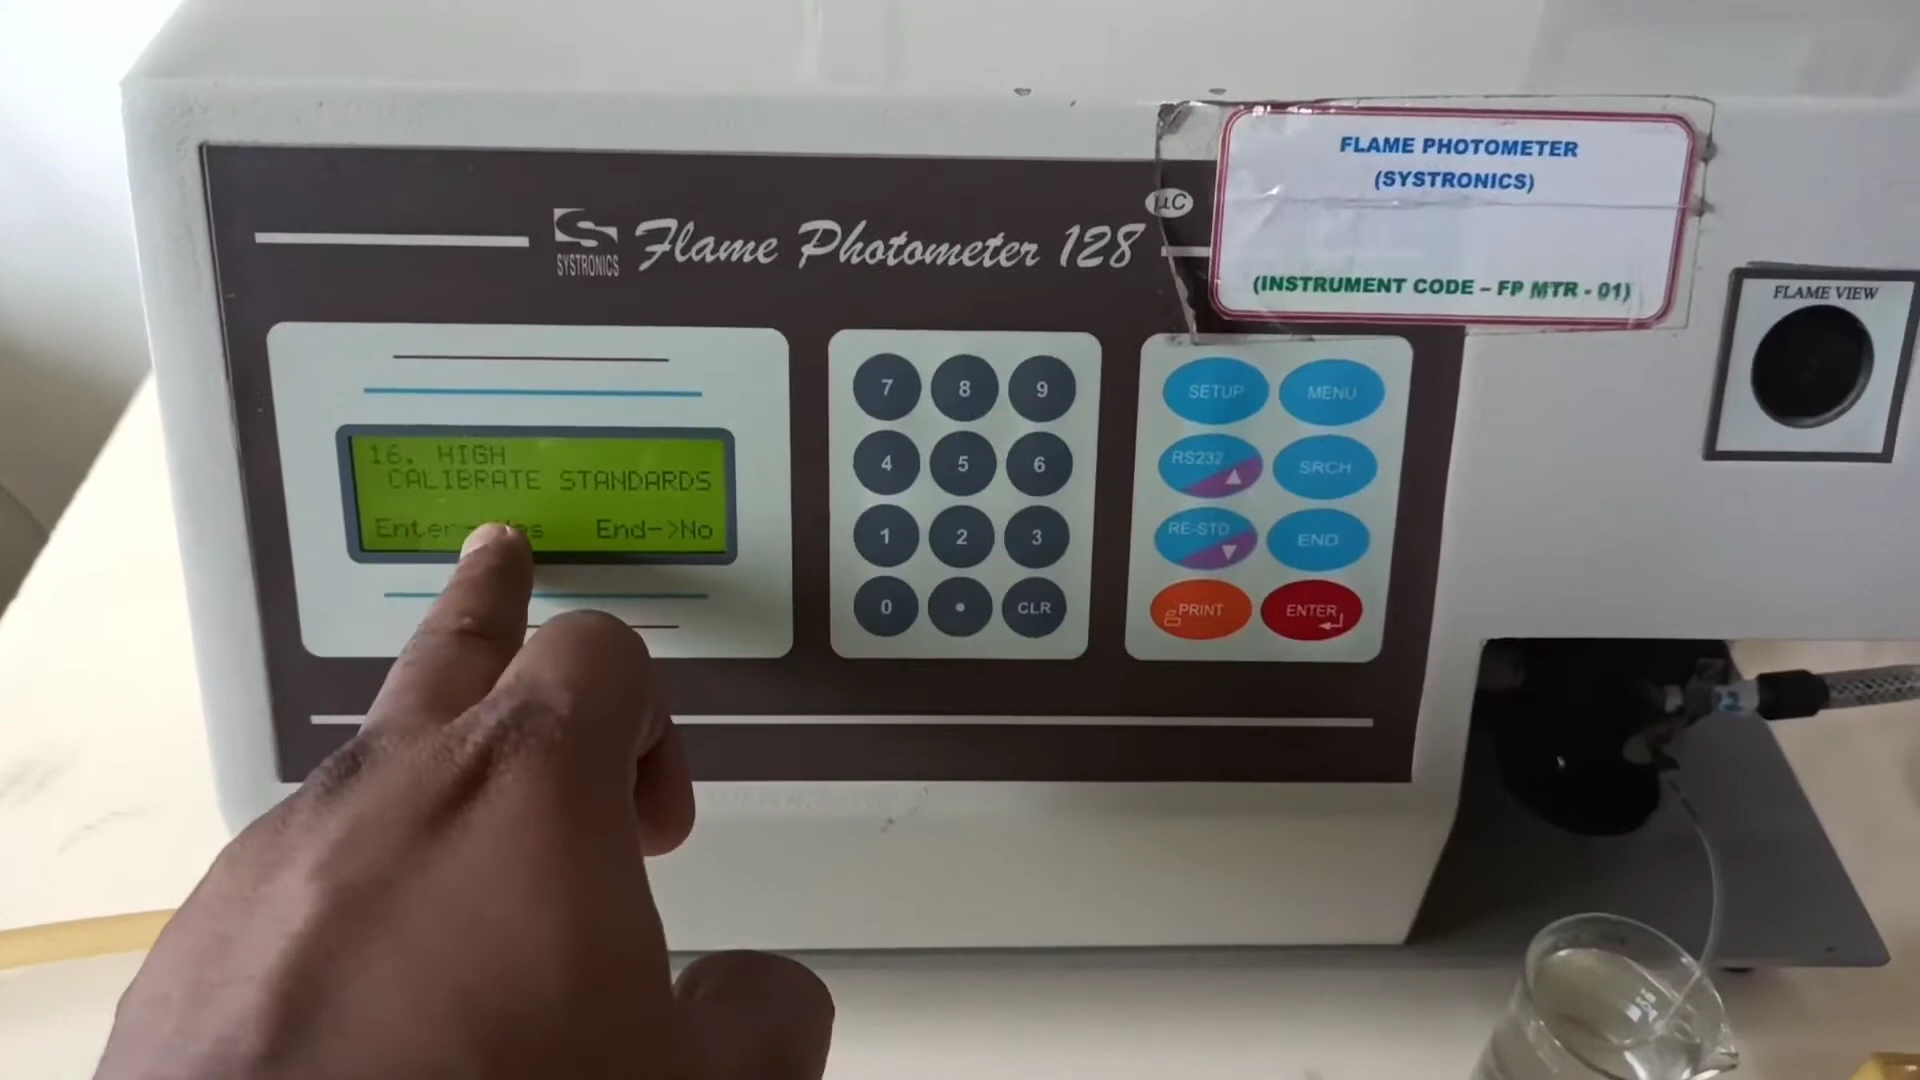 FLAME PHOTOMETER
(SYSTRONICS)
(INSTRUMENT CODE – FP MTR - 01)
µC
SYSTRONICS
Flame Photometer 128
FLAME VIEW
16. HIGH
CALIBRATE STANDARDS
Enter- Yes End->No
7 8 9
4 5 6
1 2 3
0 • CLR
SETUP MENU
RS232 ▲ SRCH
RE-STD ▼ END
PRINT ENTER